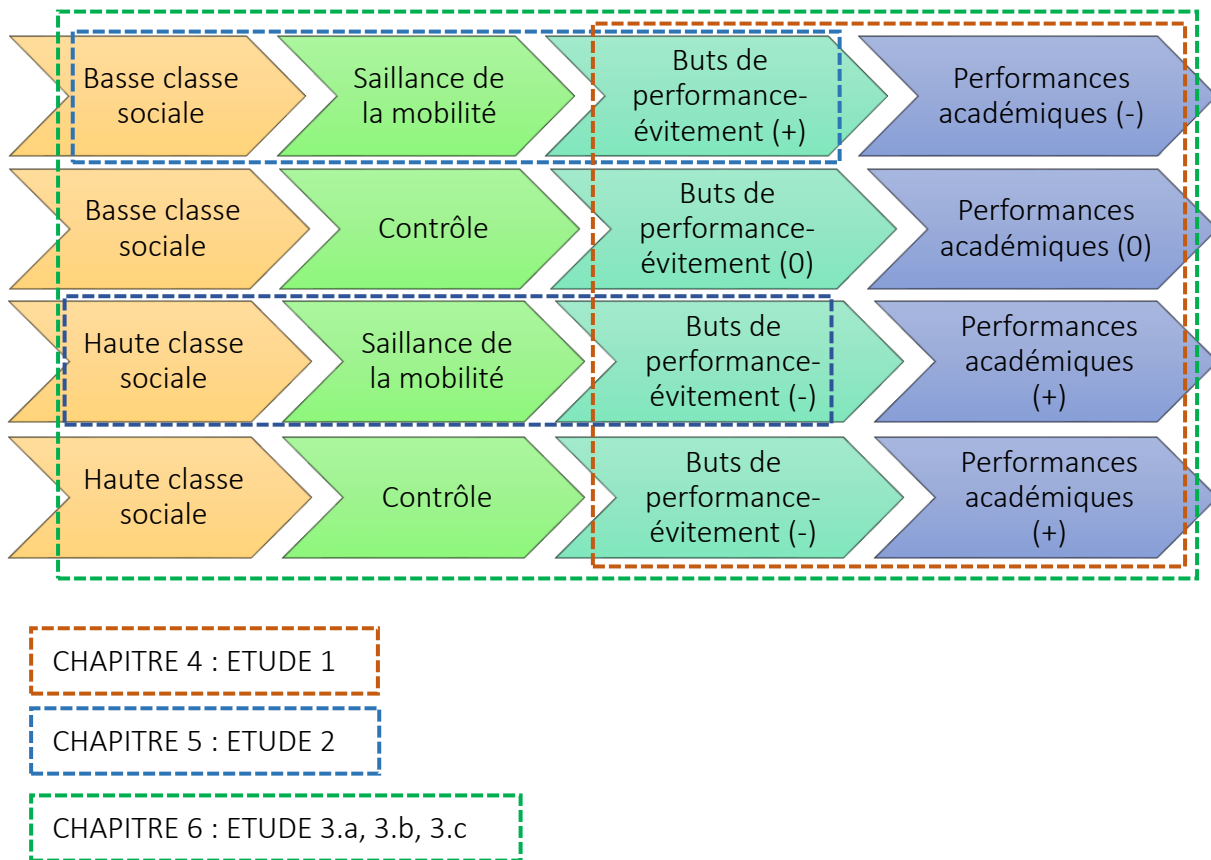 Basse classe
sociale
Saillance de
la mobilité
Buts de
performance-
évitement (+)
Performances
académiques (-)
Basse classe
sociale
Contrôle
Buts de
performance-
évitement (0)
Performances
académiques (0)
Haute classe
sociale
Saillance de
la mobilité
Buts de
performance-
évitement (-)
Performances
académiques
(+)
Haute classe
sociale
Contrôle
Buts de
performance-
évitement (-)
Performances
académiques
(+)
CHAPITRE 4 : ETUDE 1
CHAPITRE 5 : ETUDE 2
CHAPITRE 6 : ETUDE 3.a, 3.b, 3.c